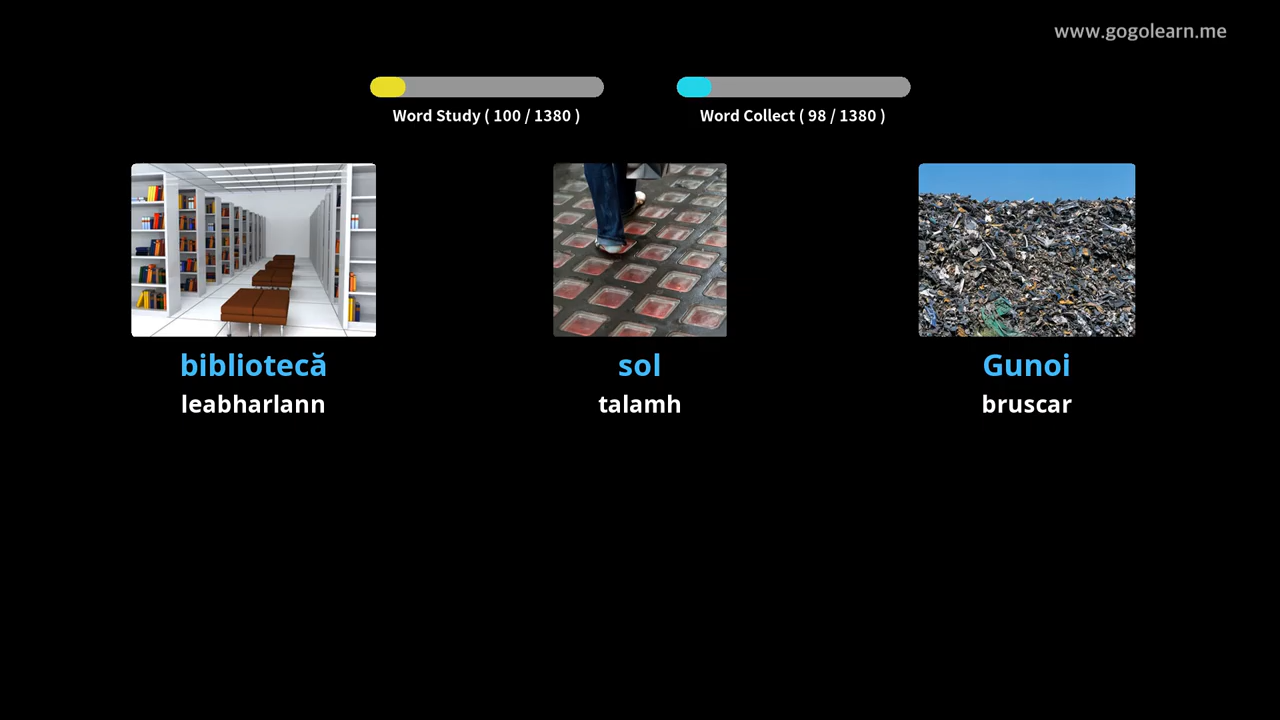 www.gogolearn.me
Word Study ( 100 / 1380 )
Word Collect ( 98 / 1380 )
bibliotecă
leabharlann
sol
talamh
Gunoi
bruscar